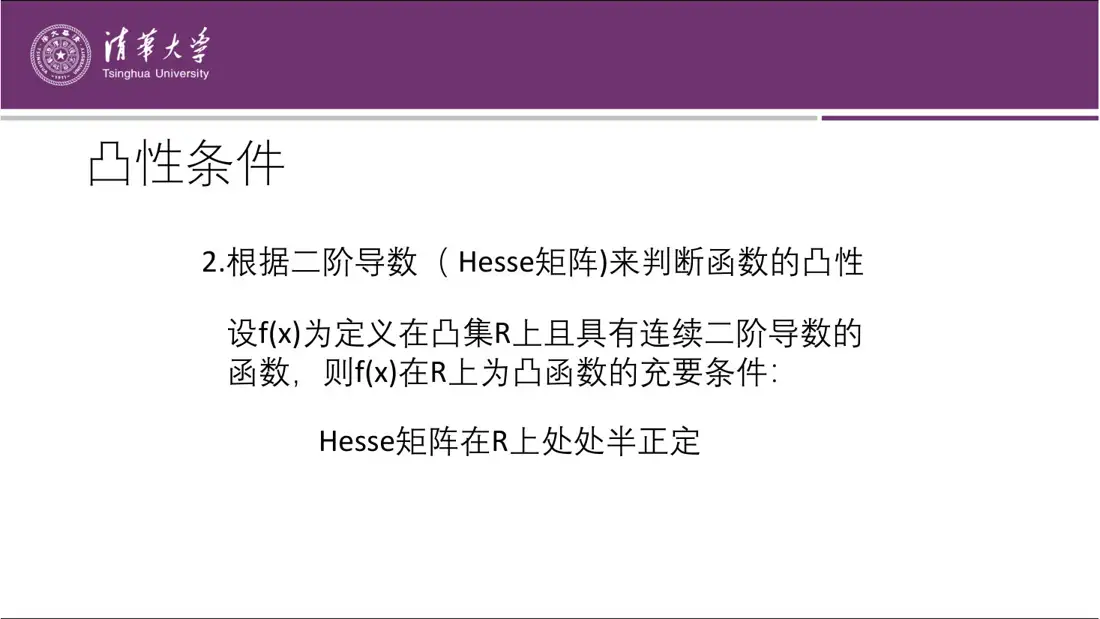 清華大学
Tsinghua University
凸性条件
2.根据二阶导数（ Hesse矩阵)来判断函数的凸性
设f(x)为定义在凸集R上且具有连续二阶导数的
函数，则f(x)在R上为凸函数的充要条件：
Hesse矩阵在R上处处半正定